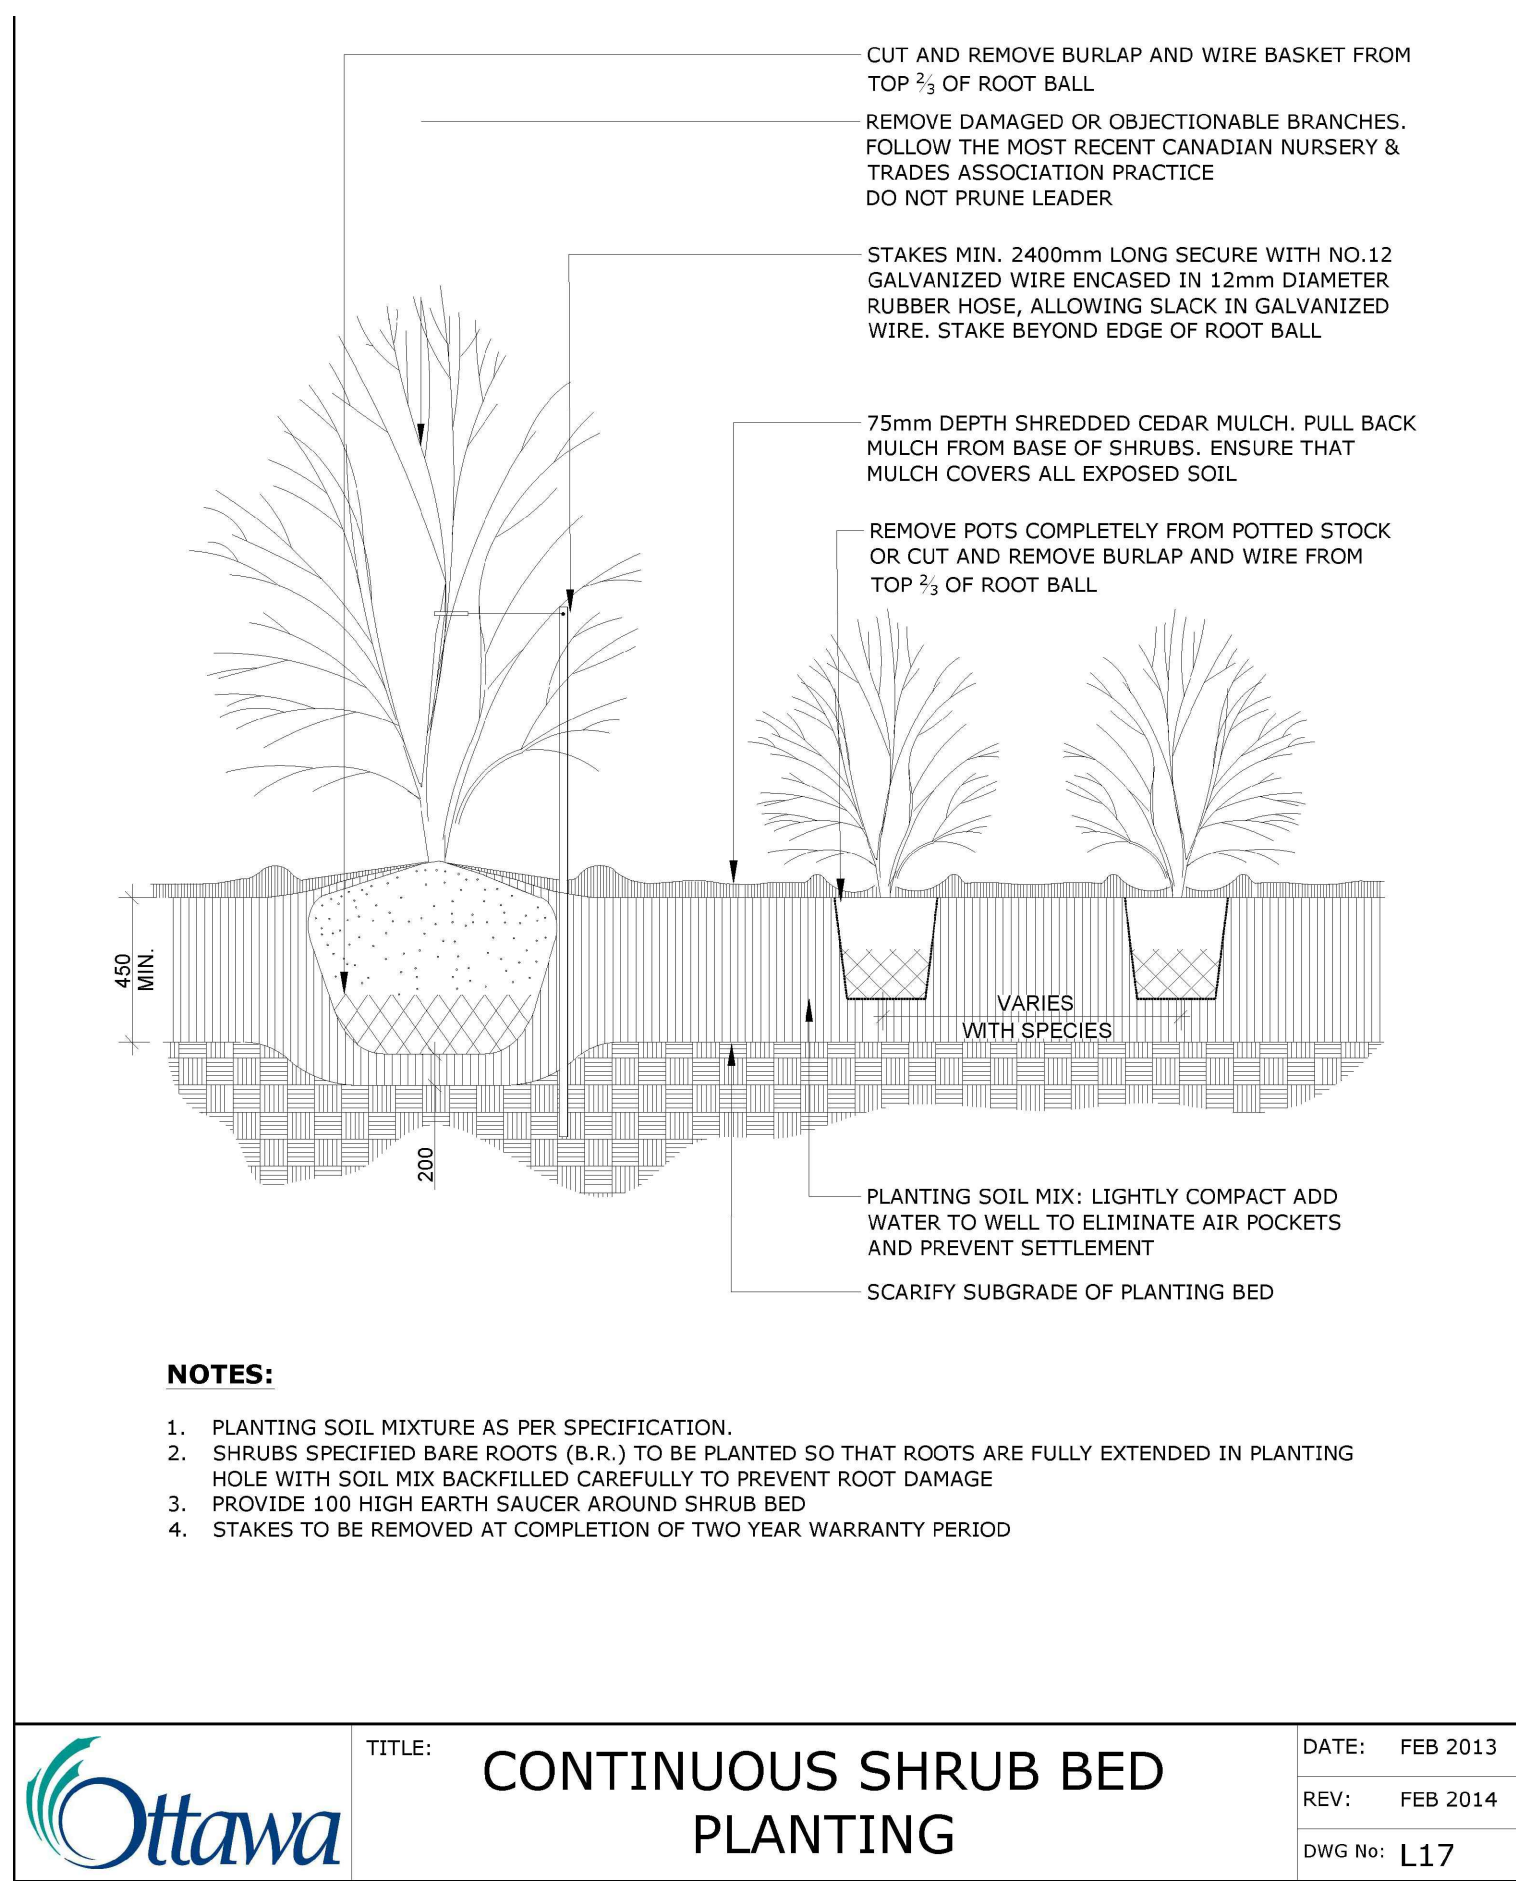 CUT AND REMOVE BURLAP AND WIRE BASKET FROM
TOP ⅔ OF ROOT BALL
REMOVE DAMAGED OR OBJECTIONABLE BRANCHES.
FOLLOW THE MOST RECENT CANADIAN NURSERY &
TRADES ASSOCIATION PRACTICE
DO NOT PRUNE LEADER
STAKES MIN. 2400mm LONG SECURE WITH NO.12
GALVANIZED WIRE ENCASED IN 12mm DIAMETER
RUBBER HOSE, ALLOWING SLACK IN GALVANIZED
WIRE. STAKE BEYOND EDGE OF ROOT BALL
75mm DEPTH SHREDDED CEDAR MULCH. PULL BACK
MULCH FROM BASE OF SHRUBS. ENSURE THAT
MULCH COVERS ALL EXPOSED SOIL
REMOVE POTS COMPLETELY FROM POTTED STOCK
OR CUT AND REMOVE BURLAP AND WIRE FROM
TOP ⅔ OF ROOT BALL
450
MIN.
VARIES
WITH SPECIES
200
PLANTING SOIL MIX: LIGHTLY COMPACT ADD
WATER TO WELL TO ELIMINATE AIR POCKETS
AND PREVENT SETTLEMENT
SCARIFY SUBGRADE OF PLANTING BED
NOTES:
1. PLANTING SOIL MIXTURE AS PER SPECIFICATION.
2. SHRUBS SPECIFIED BARE ROOTS (B.R.) TO BE PLANTED SO THAT ROOTS ARE FULLY EXTENDED IN PLANTING
HOLE WITH SOIL MIX BACKFILLED CAREFULLY TO PREVENT ROOT DAMAGE
3. PROVIDE 100 HIGH EARTH SAUCER AROUND SHRUB BED
4. STAKES TO BE REMOVED AT COMPLETION OF TWO YEAR WARRANTY PERIOD
Ottawa
TITLE:
CONTINUOUS SHRUB BED
PLANTING
DATE: FEB 2013
REV: FEB 2014
DWG No: L17